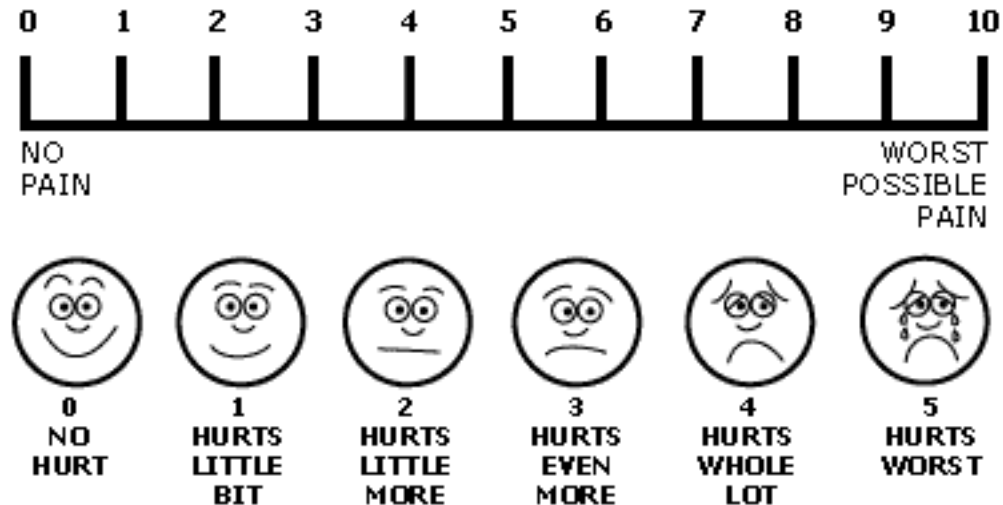 0 1 2 3 4 5 6 7 8 9 10
NO
PAIN
WORST
POSSIBLE
PAIN
0
NO
HURT
1
HURTS
LITTLE
BIT
2
HURTS
LITTLE
MORE
3
HURTS
EVEN
MORE
4
HURTS
WHOLE
LOT
5
HURTS
WORST